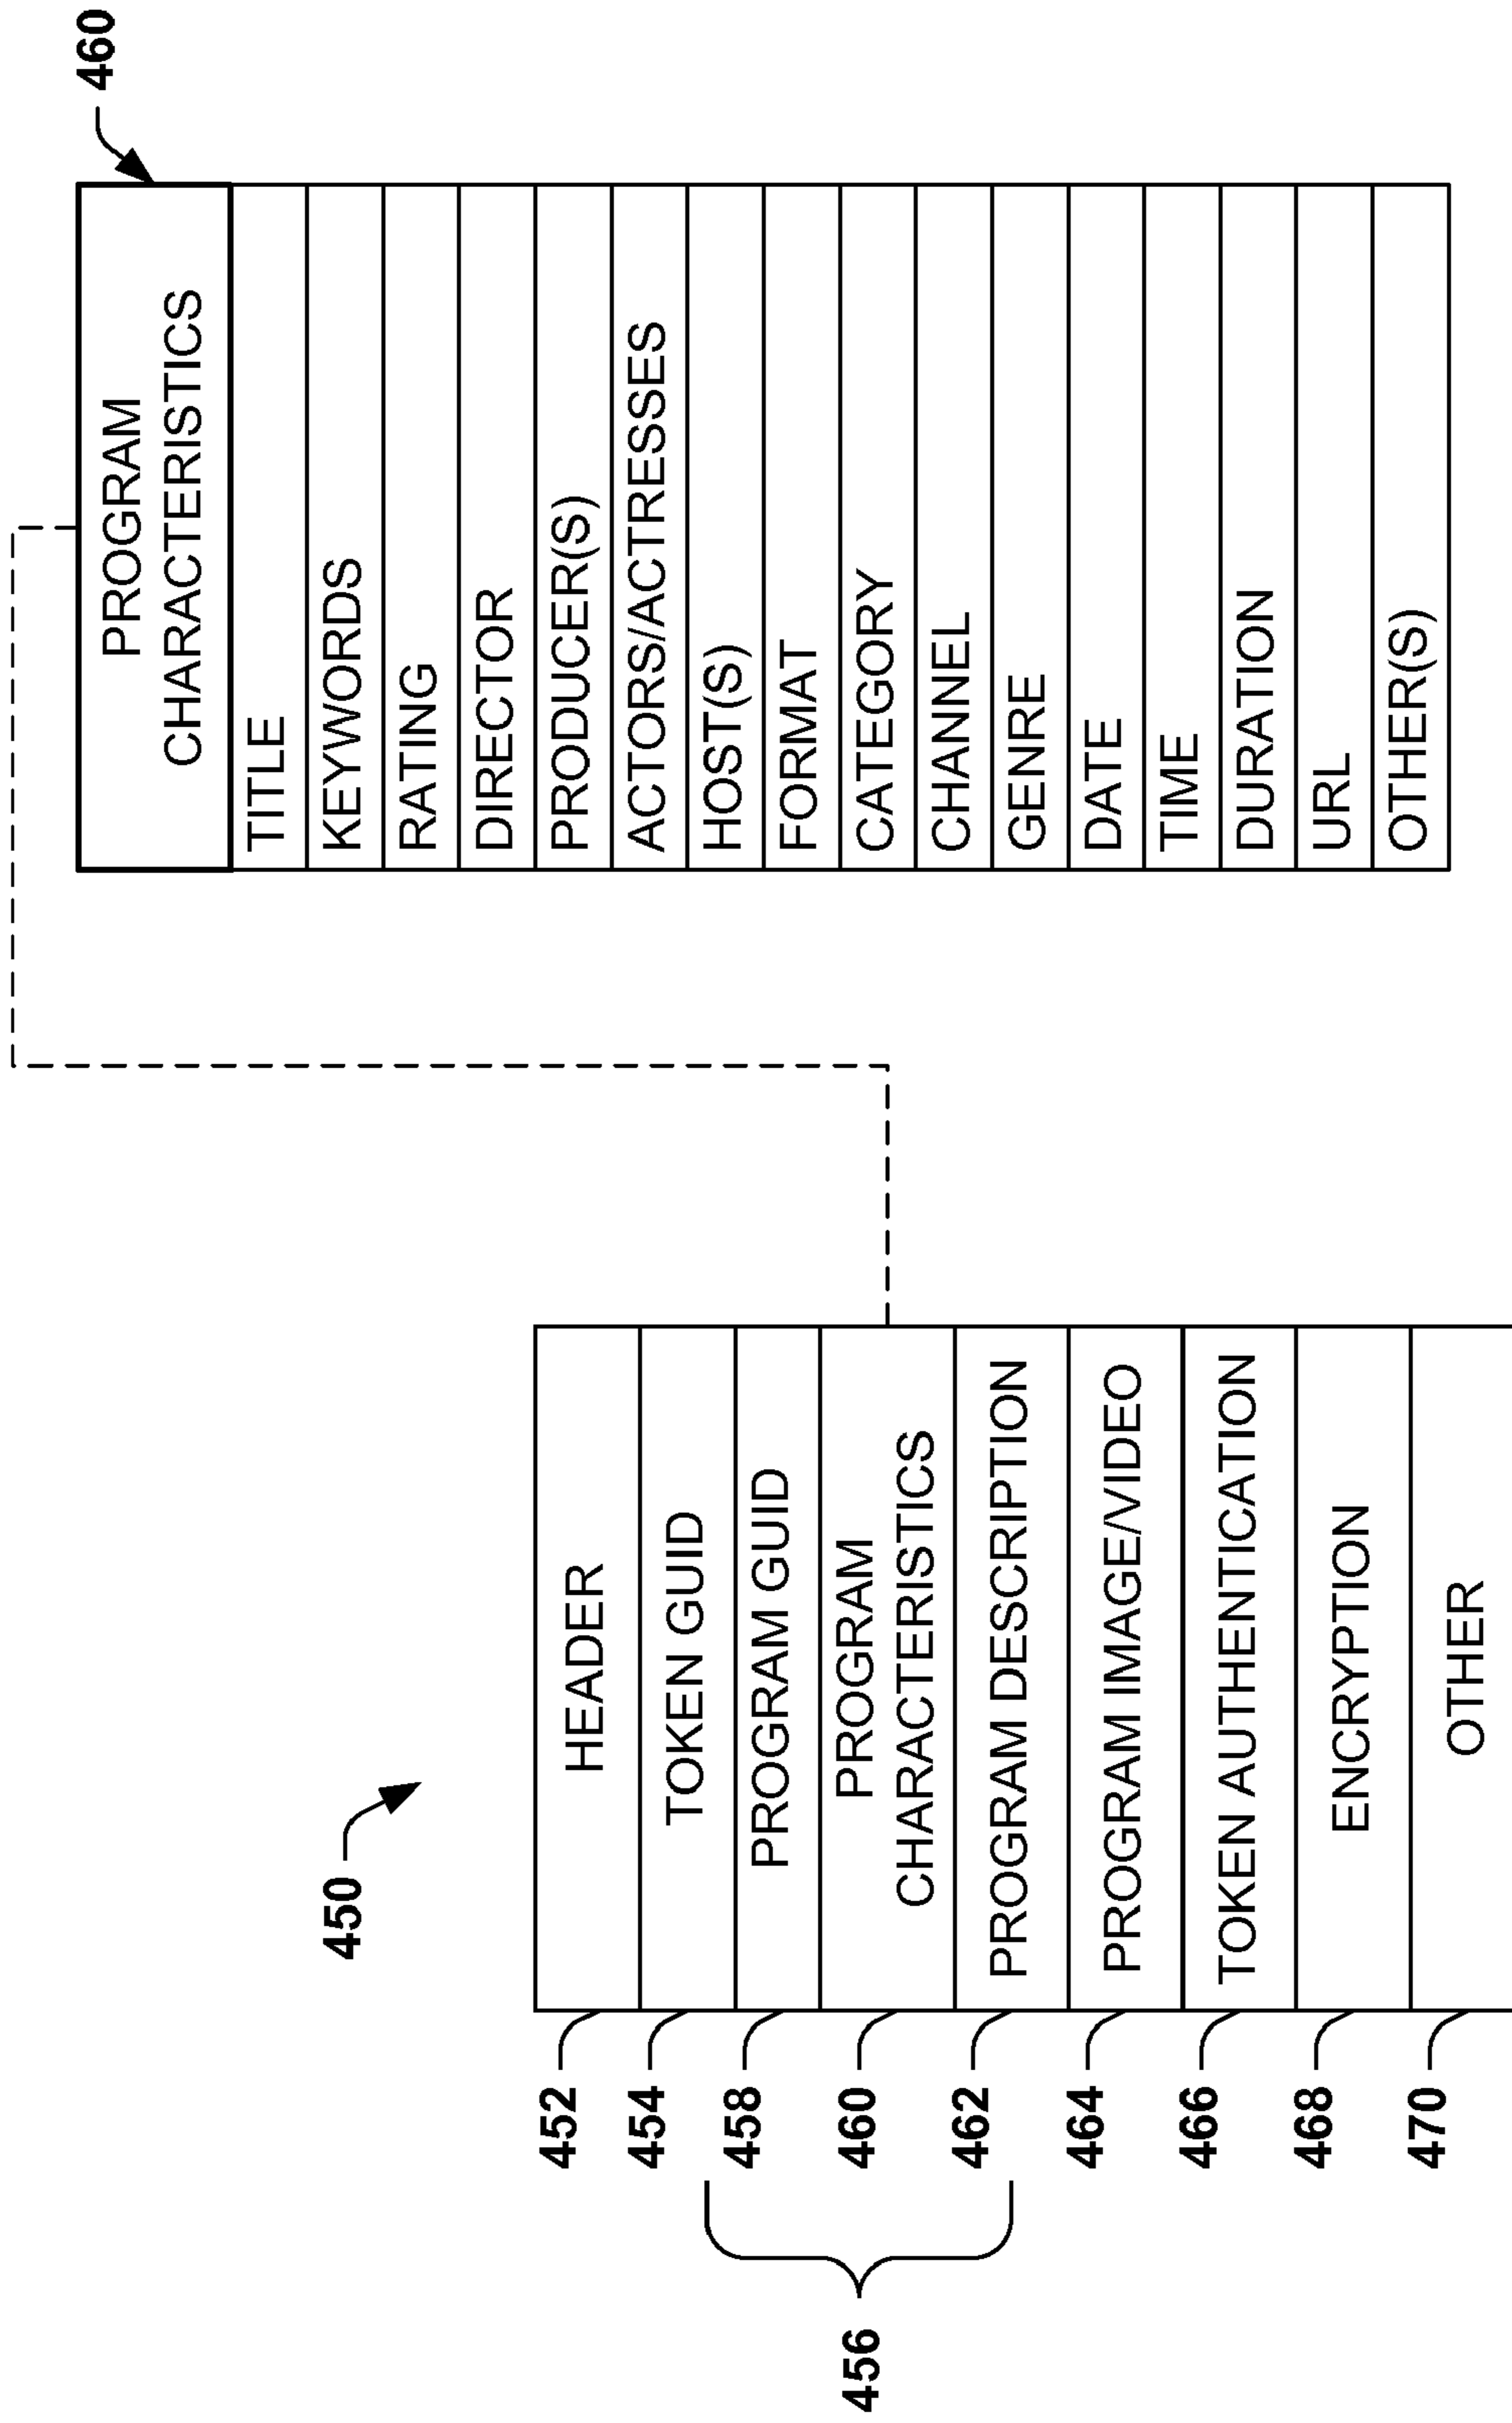 450
452
HEADER
454
TOKEN GUID
456
458
PROGRAM GUID
460
PROGRAM
CHARACTERISTICS
462
PROGRAM DESCRIPTION
464
PROGRAM IMAGE/VIDEO
466
TOKEN AUTHENTICATION
468
ENCRYPTION
470
OTHER
460
PROGRAM
CHARACTERISTICS
TITLE
KEYWORDS
RATING
DIRECTOR
PRODUCER(S)
ACTORS/ACTRESSES
HOST(S)
FORMAT
CATEGORY
CHANNEL
GENRE
DATE
TIME
DURATION
URL
OTHER(S)